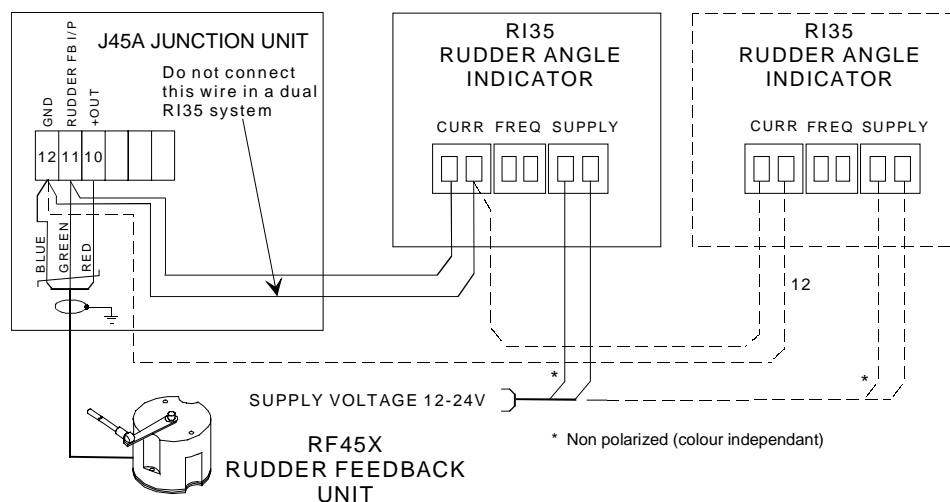 J45A JUNCTION UNIT
Do not connect
this wire in a dual
RI35 system
GND
RUDDER FB I/P
+OUT
12 11 10
BLUE
GREEN
RED
RI35
RUDDER ANGLE
INDICATOR
CURR FREQ SUPPLY
RI35
RUDDER ANGLE
INDICATOR
CURR FREQ SUPPLY
12
*
*
SUPPLY VOLTAGE 12-24V
* Non polarized (colour independant)
RF45X
RUDDER FEEDBACK
UNIT